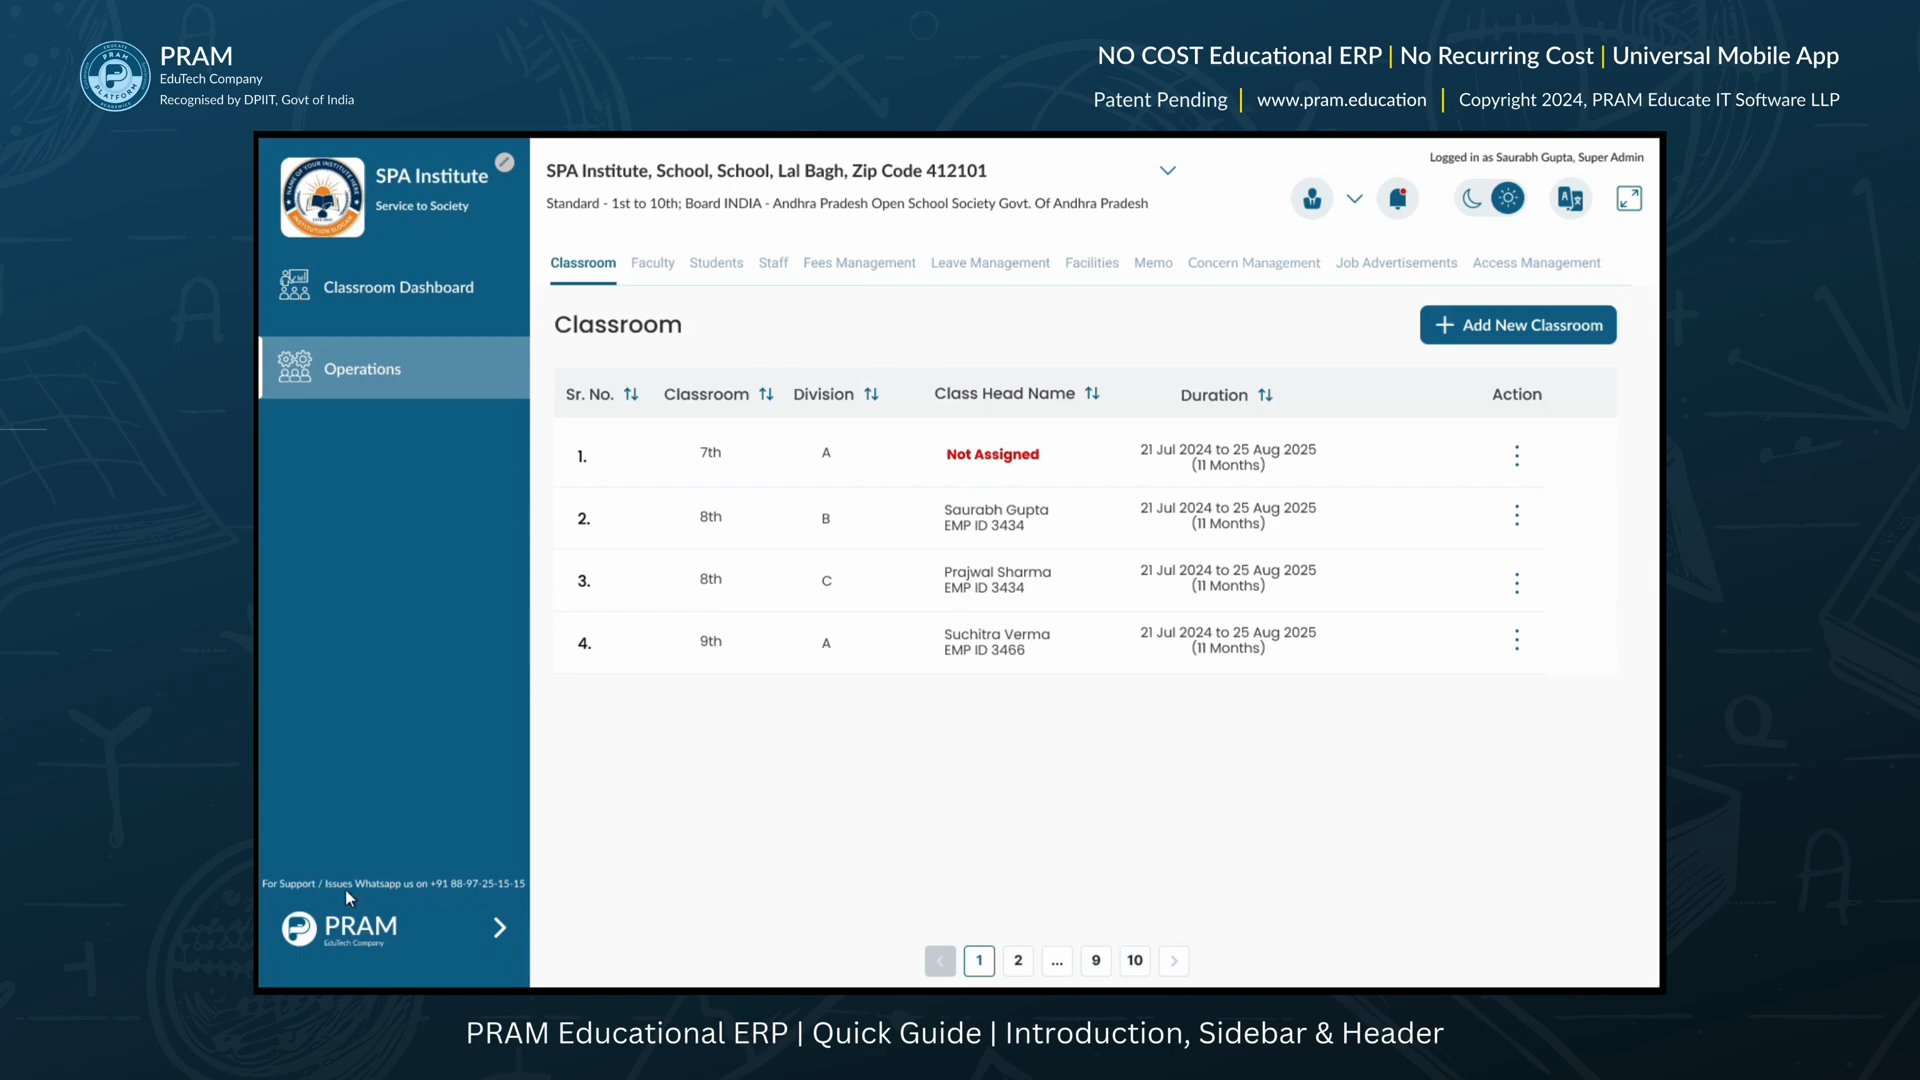 PRAM
EduTech Company
Recognised by DPIIT, Govt of India
NO COST Educational ERP | No Recurring Cost | Universal Mobile App
Patent Pending | www.pram.education | Copyright 2024, PRAM Educate IT Software LLP
SPA Institute
Service to Society
Classroom Dashboard
Operations
For Support / Issues Whatsapp us on +91 88-97-25-15-15
PRAM
EduTech Company
Logged in as Saurabh Gupta, Super Admin
SPA Institute, School, School, Lal Bagh, Zip Code 412101
Standard - 1st to 10th; Board INDIA - Andhra Pradesh Open School Society Govt. Of Andhra Pradesh
Classroom Faculty Students Staff Fees Management Leave Management Facilities Memo Concern Management Job Advertisements Access Management
Classroom
Add New Classroom
Sr. No. Classroom Division Class Head Name Duration Action
1. 7th A Not Assigned 21 Jul 2024 to 25 Aug 2025
(11 Months)
2. 8th B Saurabh Gupta 21 Jul 2024 to 25 Aug 2025
EMP ID 3434 (11 Months)
3. 8th C Prajwal Sharma 21 Jul 2024 to 25 Aug 2025
EMP ID 3434 (11 Months)
4. 9th A Suchitra Verma 21 Jul 2024 to 25 Aug 2025
EMP ID 3466 (11 Months)
1 2 ... 9 10
PRAM Educational ERP | Quick Guide | Introduction, Sidebar & Header